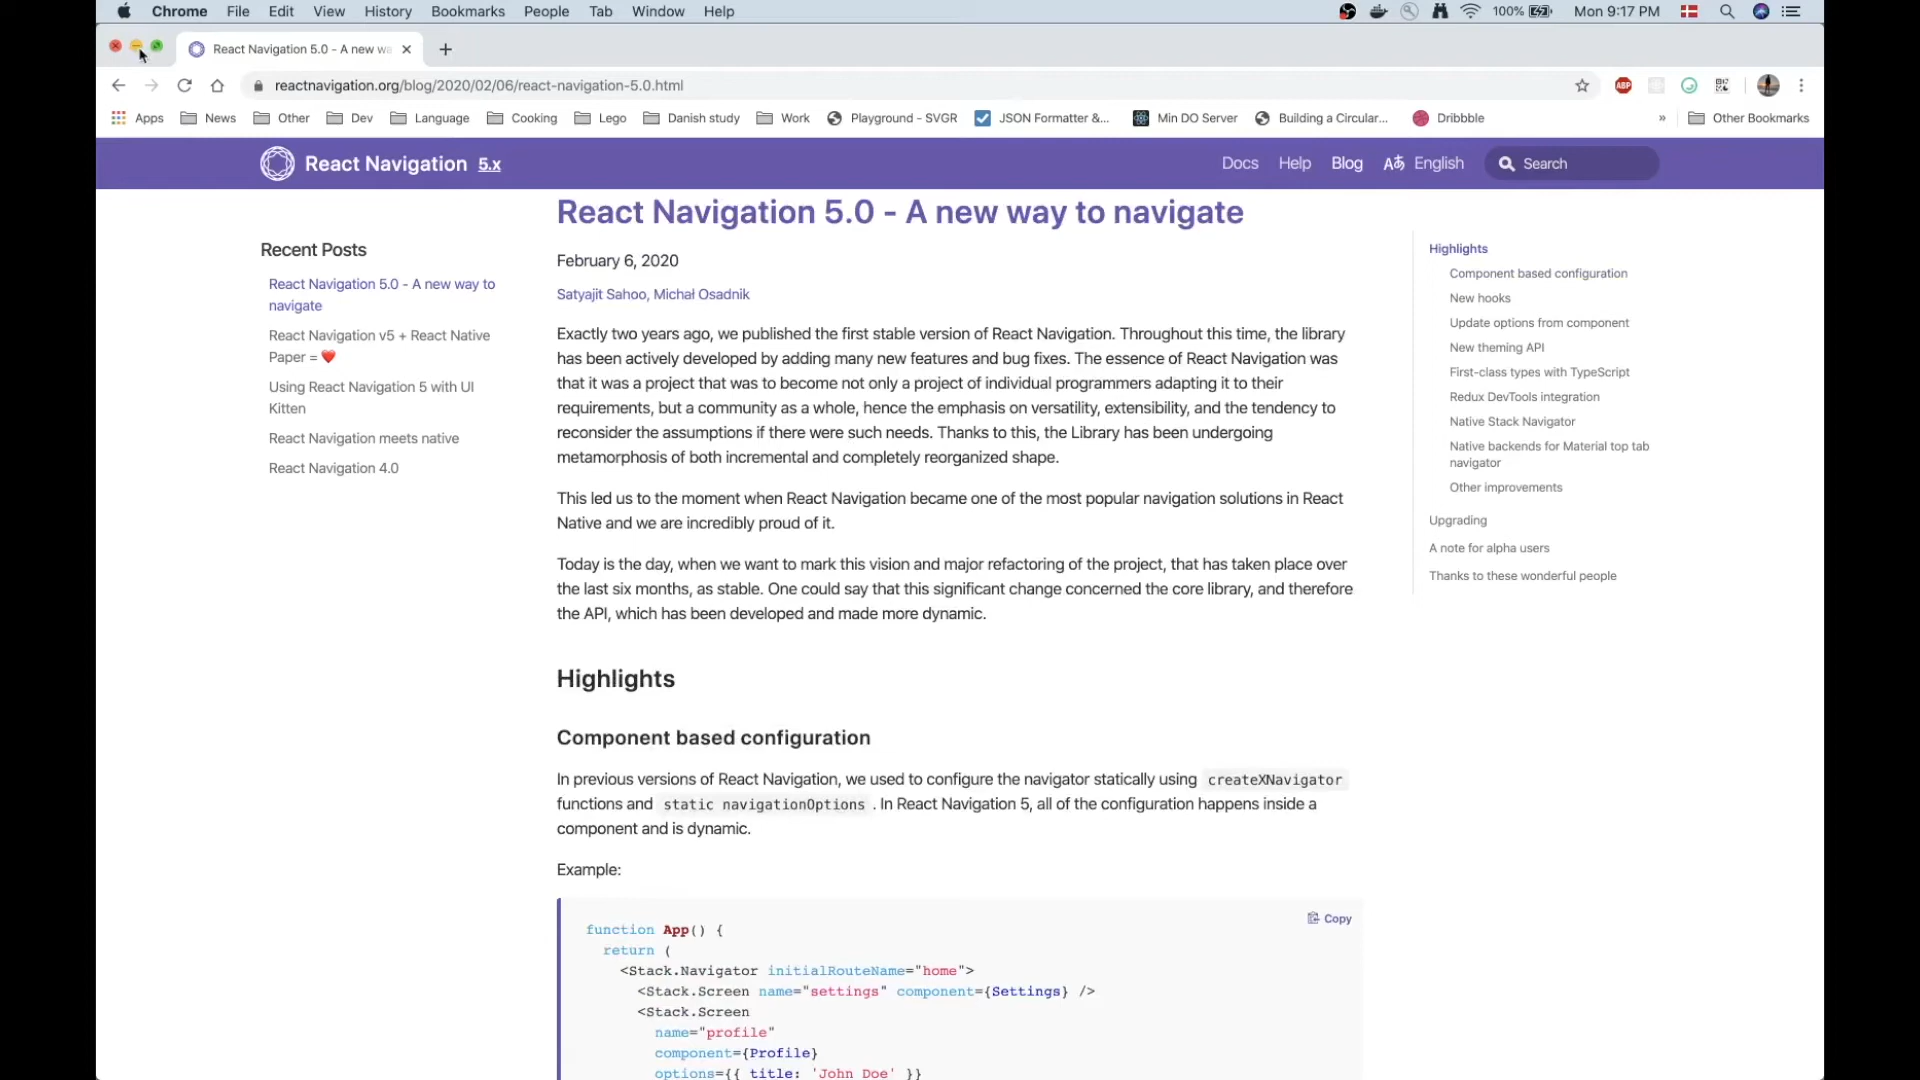 Chrome File Edit View History Bookmarks People Tab Window Help 100% Mon 9:17 PM
React Navigation 5.0 - A new wa
reactnavigation.org/blog/2020/02/06/react-navigation-5.0.html ABP
Apps News Other Dev Language Cooking Lego Danish study Work Playground - SVGR JSON Formatter &... Min DO Server Building a Circular... Dribbble » Other Bookmarks
React Navigation 5.x Docs Help Blog English Search
Recent Posts
React Navigation 5.0 - A new way to
navigate
React Navigation v5 + React Native
Paper = ❤️
Using React Navigation 5 with UI
Kitten
React Navigation meets native
React Navigation 4.0
React Navigation 5.0 - A new way to navigate
February 6, 2020
Satyajit Sahoo, Michał Osadnik
Exactly two years ago, we published the first stable version of React Navigation. Throughout this time, the library
has been actively developed by adding many new features and bug fixes. The essence of React Navigation was
that it was a project that was to become not only a project of individual programmers adapting it to their
requirements, but a community as a whole, hence the emphasis on versatility, extensibility, and the tendency to
reconsider the assumptions if there were such needs. Thanks to this, the Library has been undergoing
metamorphosis of both incremental and completely reorganized shape.
This led us to the moment when React Navigation became one of the most popular navigation solutions in React
Native and we are incredibly proud of it.
Today is the day, when we want to mark this vision and major refactoring of the project, that has taken place over
the last six months, as stable. One could say that this significant change concerned the core library, and therefore
the API, which has been developed and made more dynamic.
Highlights
Component based configuration
In previous versions of React Navigation, we used to configure the navigator statically using createXNavigator
functions and static navigationOptions . In React Navigation 5, all of the configuration happens inside a
component and is dynamic.
Example:
Copy
function App() {
return (
<Stack.Navigator initialRouteName="home">
<Stack.Screen name="settings" component={Settings} />
<Stack.Screen
name="profile"
component={Profile}
options={{ title: 'John Doe' }}
Highlights
Component based configuration
New hooks
Update options from component
New theming API
First-class types with TypeScript
Redux DevTools integration
Native Stack Navigator
Native backends for Material top tab
navigator
Other improvements
Upgrading
A note for alpha users
Thanks to these wonderful people